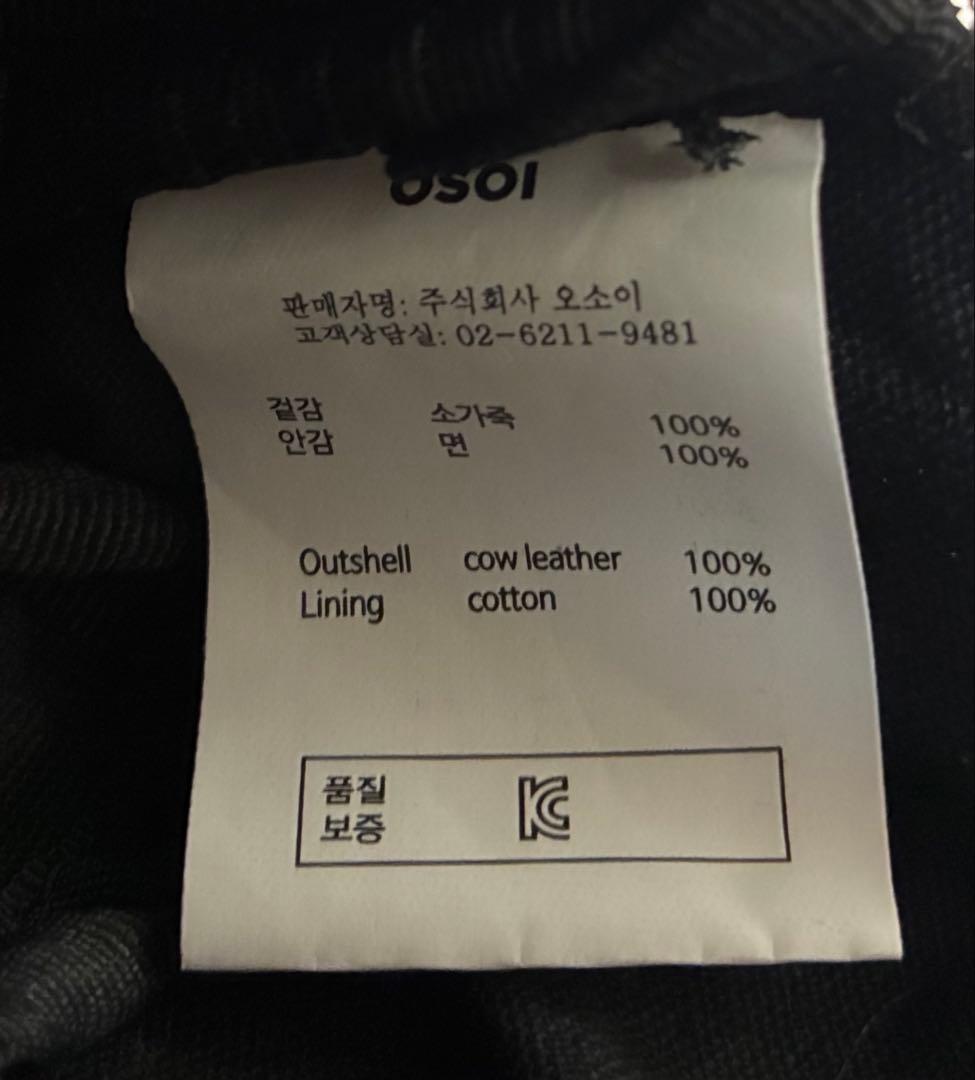 OSOI
판매자명: 주식회사 오소이
고객상담실: 02-6211-9481
겉감 소가죽 100%
안감 면 100%
Outshell cow leather 100%
Lining cotton 100%
품질
보증
KC